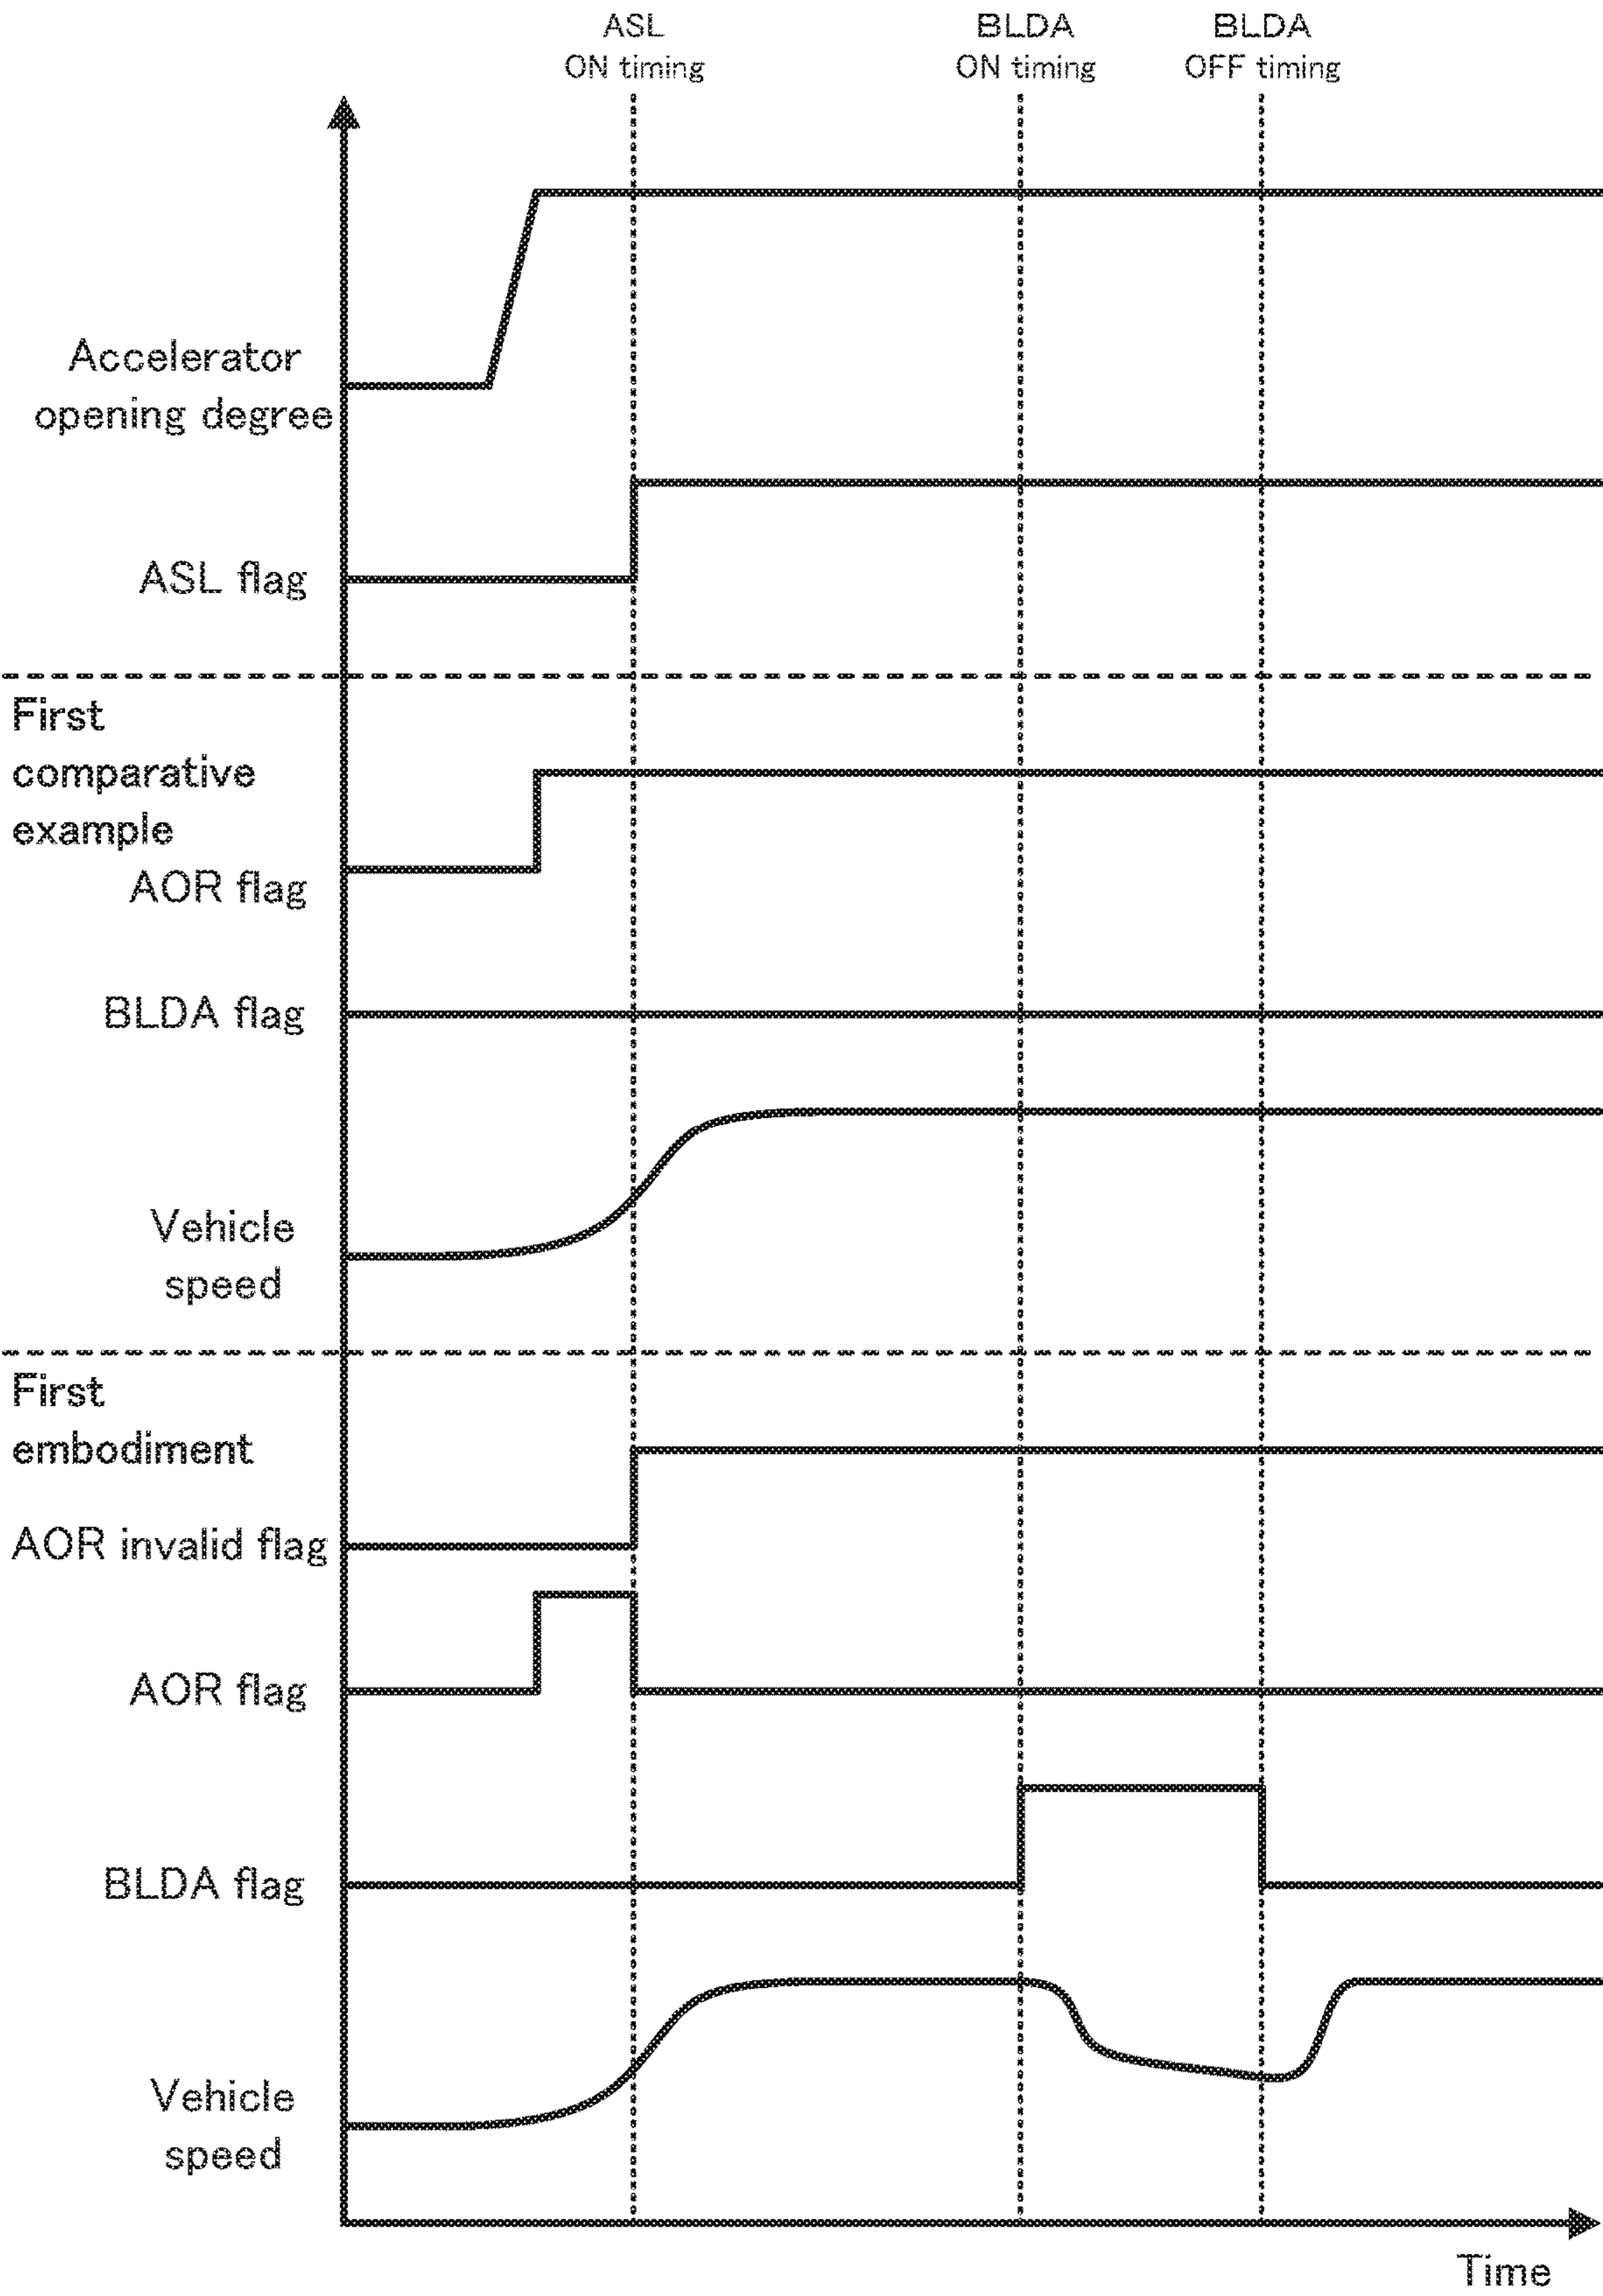 ASL
ON timing
BLDA
ON timing
BLDA
OFF timing
Accelerator
opening degree
ASL flag
First
comparative
example
AOR flag
BLDA flag
Vehicle
speed
First
embodiment
AOR invalid flag
AOR flag
BLDA flag
Vehicle
speed
Time